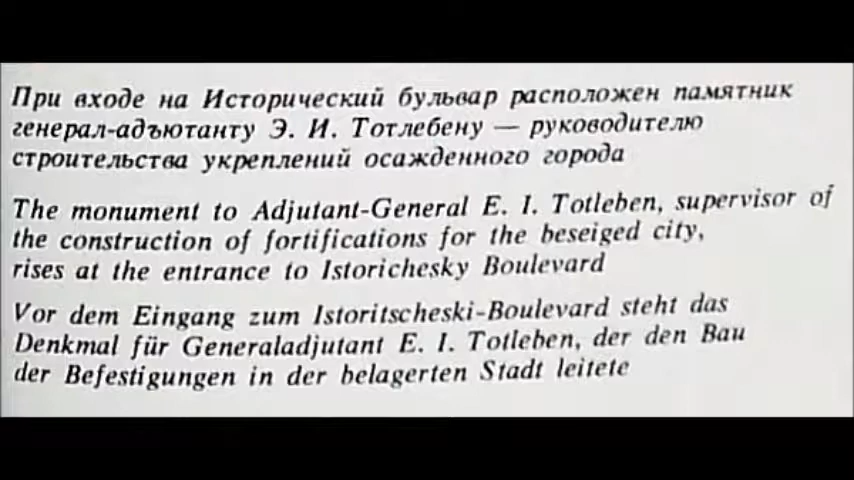 При входе на Исторический бульвар расположен памятник
генерал-адъютанту Э. И. Тотлебену — руководителю
строительства укреплений осажденного города
The monument to Adjutant-General E. I. Totleben, supervisor of
the construction of fortifications for the beseiged city,
rises at the entrance to Istorichesky Boulevard
Vor dem Eingang zum Istoritscheski-Boulevard steht das
Denkmal für Generaladjutant E. I. Totleben, der den Bau
der Befestigungen in der belagerten Stadt leitete